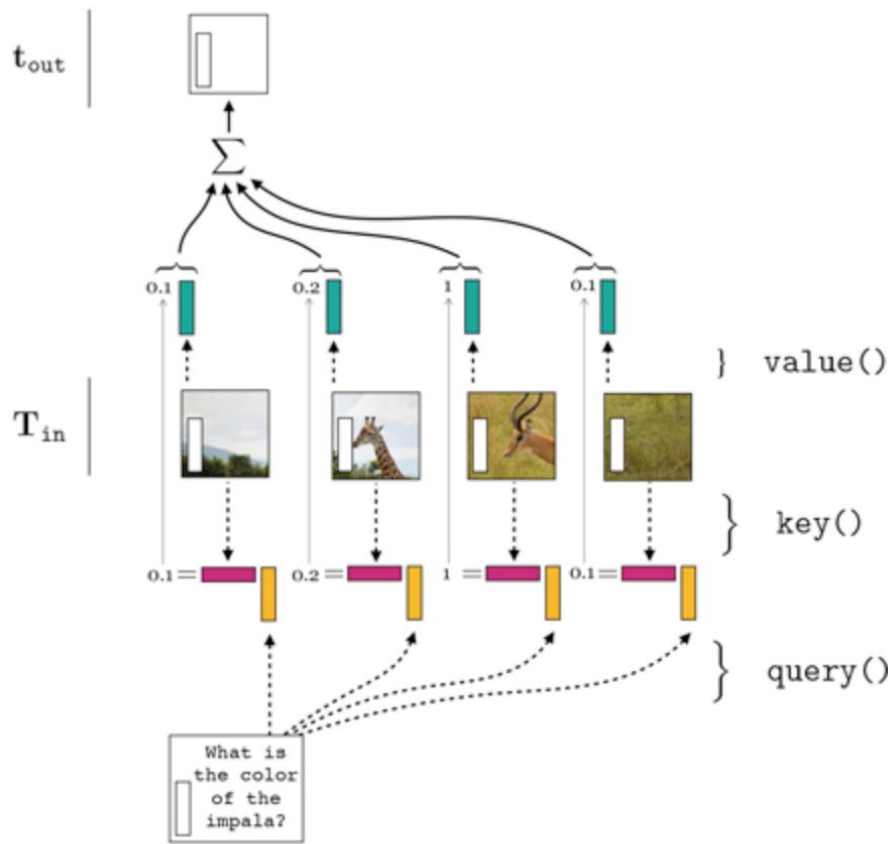 t_out
Σ
0.1 0.2 1 0.1
} value()
T_in
} key()
0.1= 0.2= 1 = 0.1=
} query()
What is
the color
of the
impala?